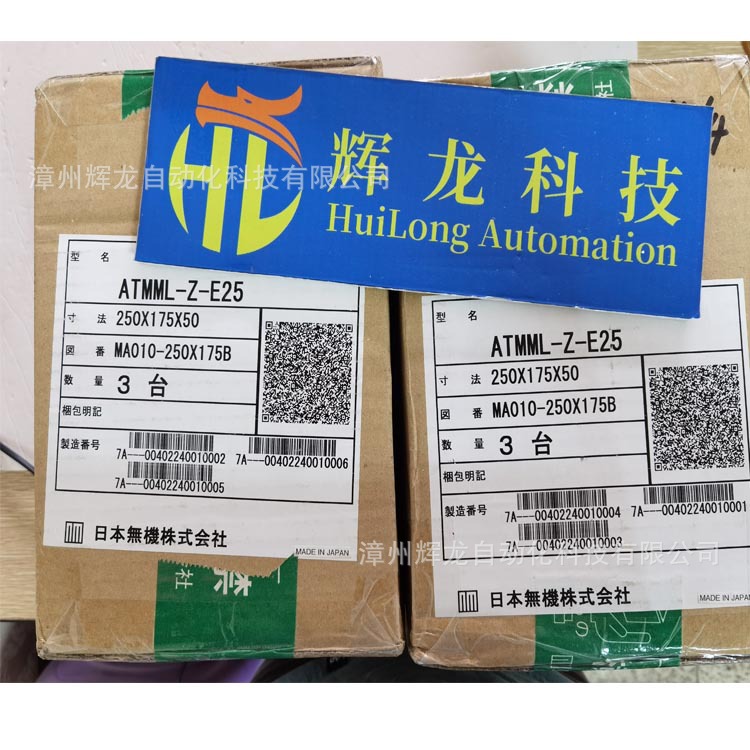 HL
辉龙科技
HuiLong Automation
漳州辉龙自动化科技有限公司
型 名 ATMML-Z-E25
寸 法 250X175X50
図 番 MA010-250X175B
数 量 3 台
梱包明記
製造番号
7A---00402240010002 7A---00402240010006
7A---00402240010005
日本無機株式会社
MADE IN JAPAN
型 名 ATMML-Z-E25
寸 法 250X175X50
図 番 MA010-250X175B
数 量 3 台
梱包明記
製造番号
7A---00402240010004 7A---00402240010001
7A---00402240010003
漳州辉龙自动化科技有限公司
日本無機株式会社
MADE IN JAPAN
社